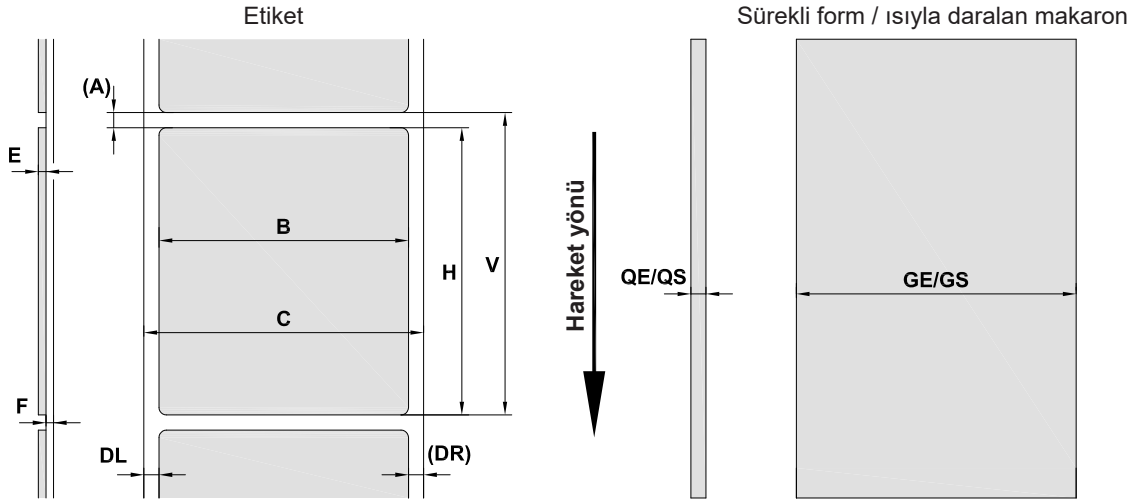 Etiket
Sürekli form / ısıyla daralan makaron
(A)
E
B
H
V
C
F
DL
(DR)
Hareket yönü
QE/QS
GE/GS